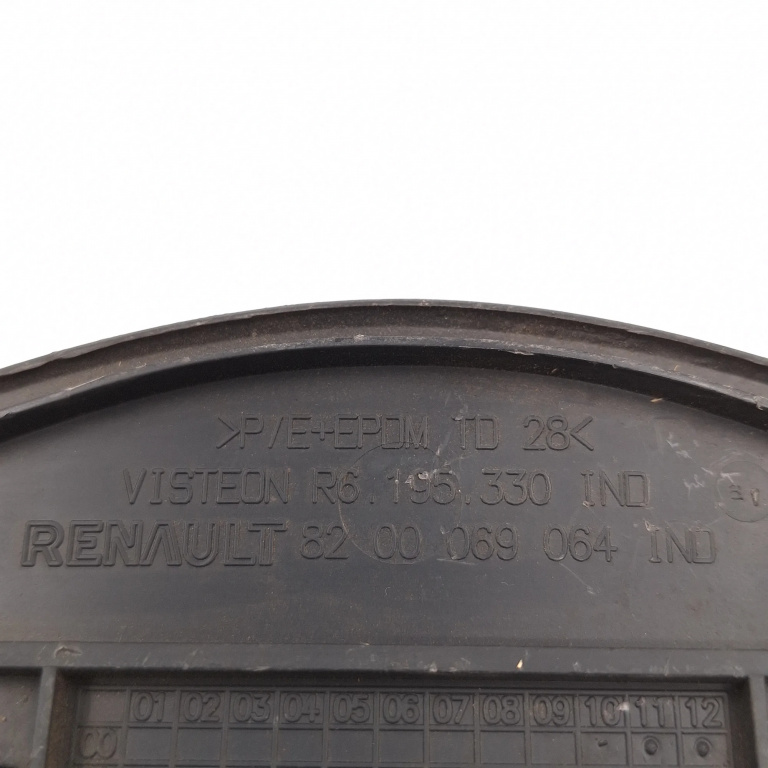 >P/E+EPDM TD 28<
VISTEON R6.195.330 IND
RENAULT 82 00 069 064 IND
01 02 03 04 05 06 07 08 09 10 11 12
00